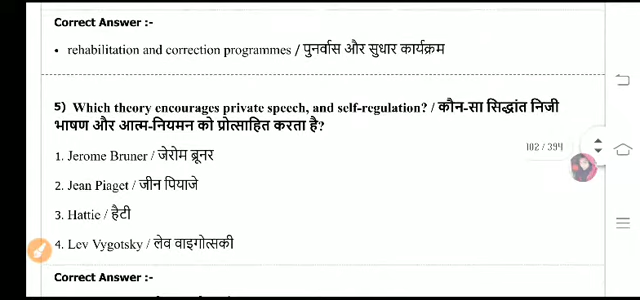 Correct Answer :-
• rehabilitation and correction programmes / पुनर्वास और सुधार कार्यक्रम
5) Which theory encourages private speech, and self-regulation? / कौन-सा सिद्धांत निजी
भाषण और आत्म-नियमन को प्रोत्साहित करता है?
102 / 394
1. Jerome Bruner / जेरोम ब्रूनर
2. Jean Piaget / जीन पियाजे
3. Hattie / हैटी
4. Lev Vygotsky / लेव वाइगोत्सकी
Correct Answer :-